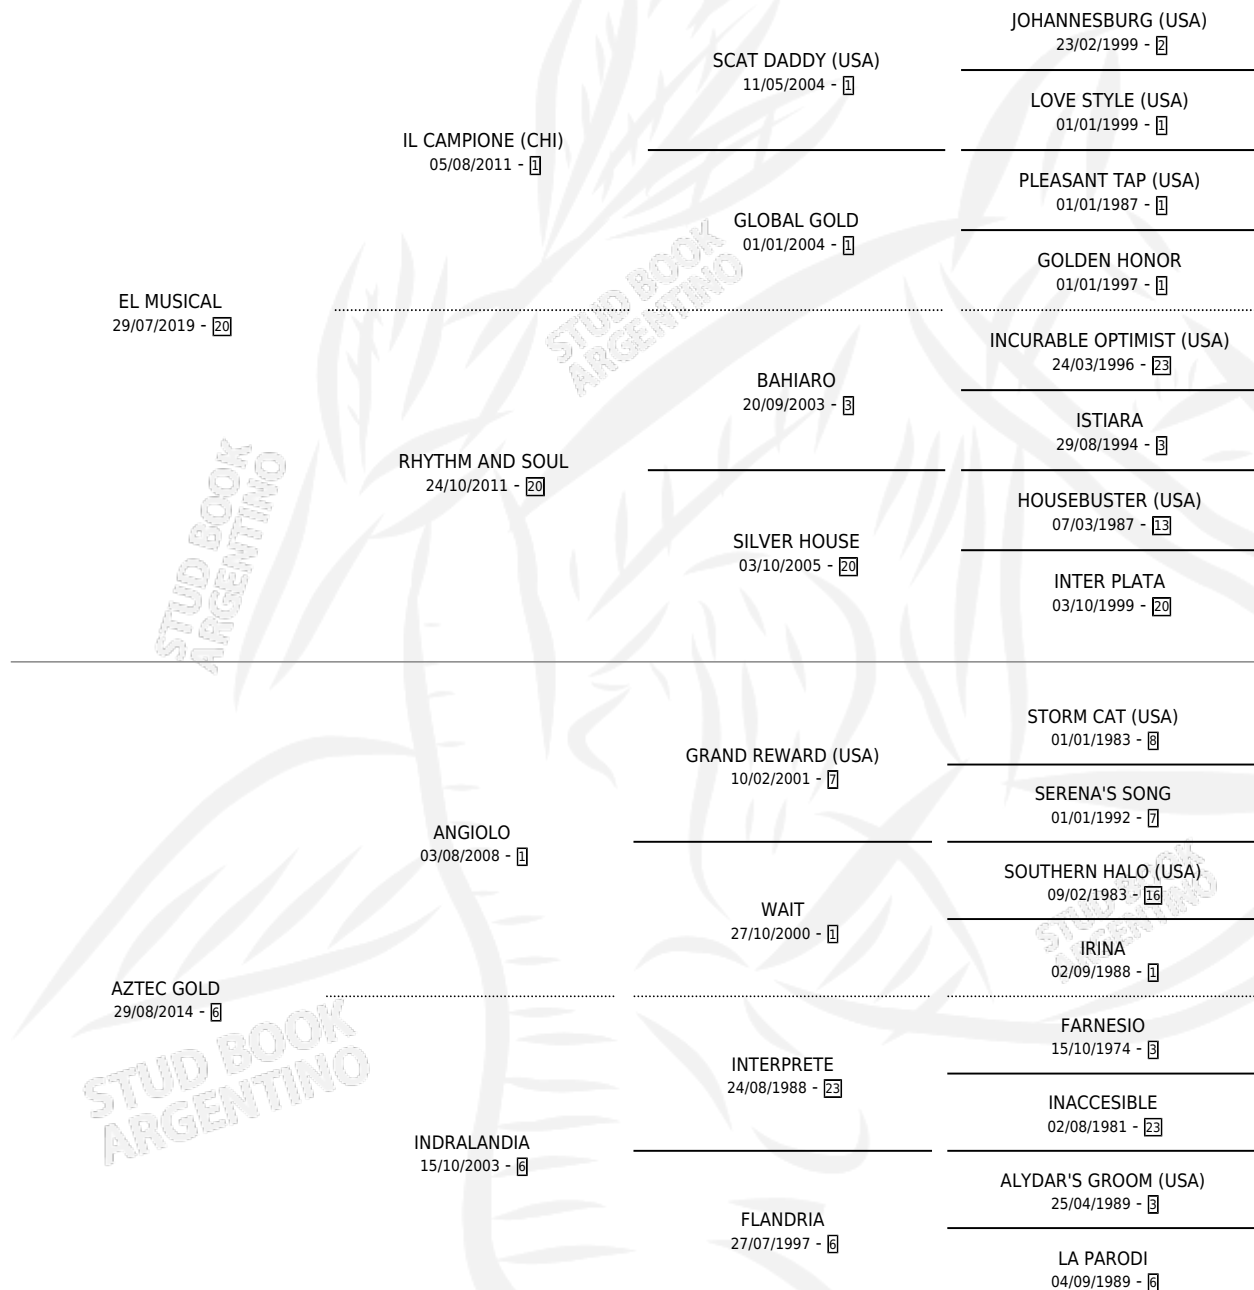 JOHANNESBURG (USA)
23/02/1999 - 2
SCAT DADDY (USA)
11/05/2004 - 1
LOVE STYLE (USA)
01/01/1999 - 1
IL CAMPIONE (CHI)
05/08/2011 - 1
PLEASANT TAP (USA)
01/01/1987 - 1
GLOBAL GOLD
01/01/2004 - 1
GOLDEN HONOR
01/01/1997 - 1
EL MUSICAL
29/07/2019 - 20
INCURABLE OPTIMIST (USA)
24/03/1996 - 23
BAHIARO
20/09/2003 - 3
ISTIARA
29/08/1994 - 3
RHYTHM AND SOUL
24/10/2011 - 20
HOUSEBUSTER (USA)
07/03/1987 - 13
SILVER HOUSE
03/10/2005 - 20
INTER PLATA
03/10/1999 - 20
STUD BOOK
ARGENTINO
STUD BOOK
ARGENTINO
STORM CAT (USA)
01/01/1983 - 8
GRAND REWARD (USA)
10/02/2001 - 7
SERENA'S SONG
01/01/1992 - 7
ANGIOLO
03/08/2008 - 1
SOUTHERN HALO (USA)
09/02/1983 - 16
WAIT
27/10/2000 - 1
IRINA
02/09/1988 - 1
STUD BOOK
ARGENTINO
AZTEC GOLD
29/08/2014 - 6
FARNESIO
15/10/1974 - 3
INTERPRETE
24/08/1988 - 23
INACCESIBLE
02/08/1981 - 23
STUD BOOK
ARGENTINO
INDRALANDIA
15/10/2003 - 6
ALYDAR'S GROOM (USA)
25/04/1989 - 3
FLANDRIA
27/07/1997 - 6
LA PARODI
04/09/1989 - 6